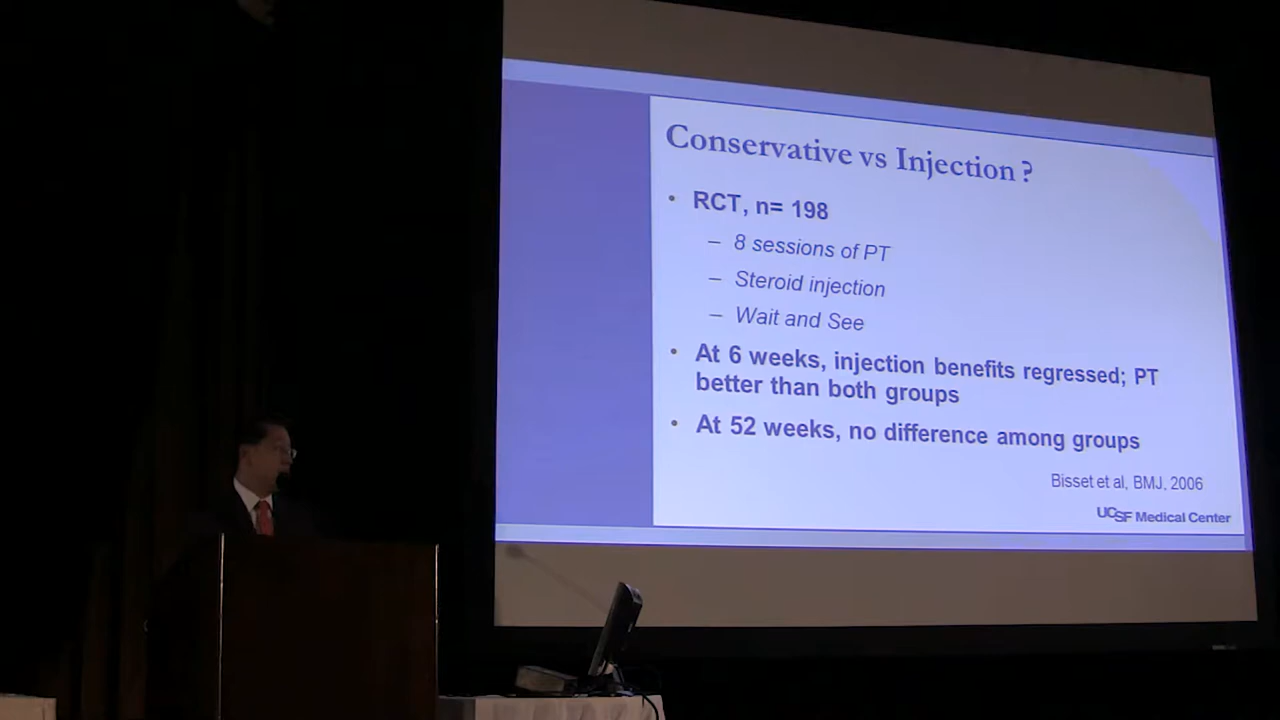 Conservative vs Injection ?
• RCT, n= 198
– 8 sessions of PT
– Steroid injection
– Wait and See
• At 6 weeks, injection benefits regressed; PT
better than both groups
• At 52 weeks, no difference among groups
Bisset et al, BMJ, 2006
UCSF Medical Center